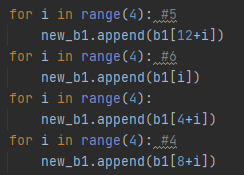 for i in range(4): #5
    new_b1.append(b1[12+i])
for i in range(4): #6
    new_b1.append(b1[i])
for i in range(4):
    new_b1.append(b1[4+i])
for i in range(4): #4
    new_b1.append(b1[8+i])